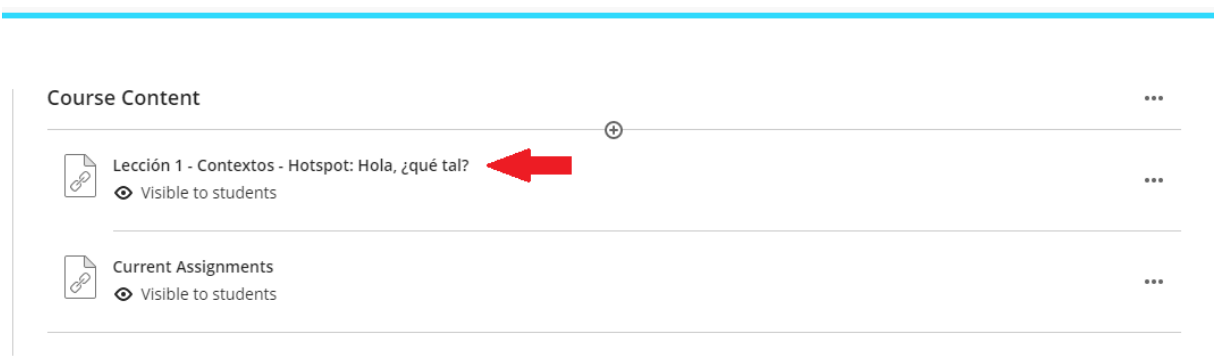 Course Content
Lección 1 - Contextos - Hotspot: Hola, ¿qué tal?
Visible to students
Current Assignments
Visible to students